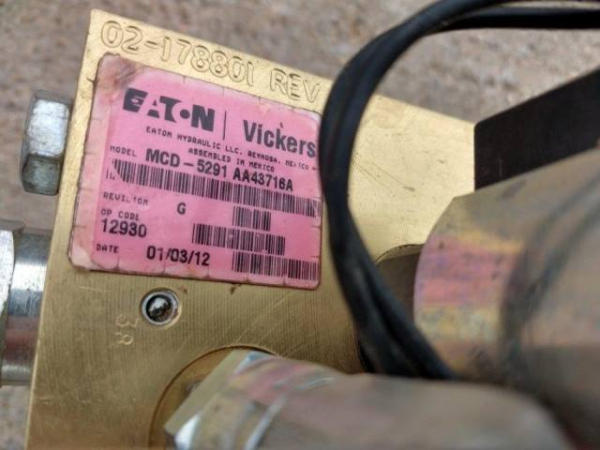 02-178801 REV
EATON | Vickers
EATON HYDRAULIC LLC. REYNOSA, MEXICO
ASSEMBLED IN MEXICO
MODEL MCD-5291 AA43716A
REVISION G
OP CODE
12930
DATE 01/03/12
3A